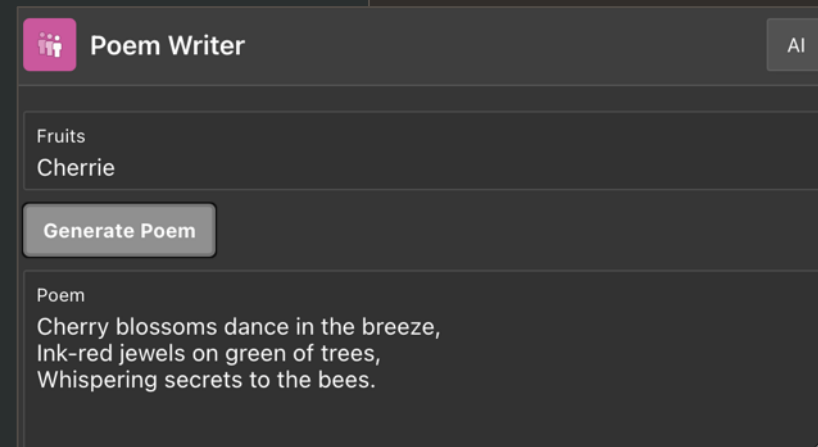 Poem Writer
AI
Fruits
Cherrie
Generate Poem
Poem
Cherry blossoms dance in the breeze,
Ink-red jewels on green of trees,
Whispering secrets to the bees.